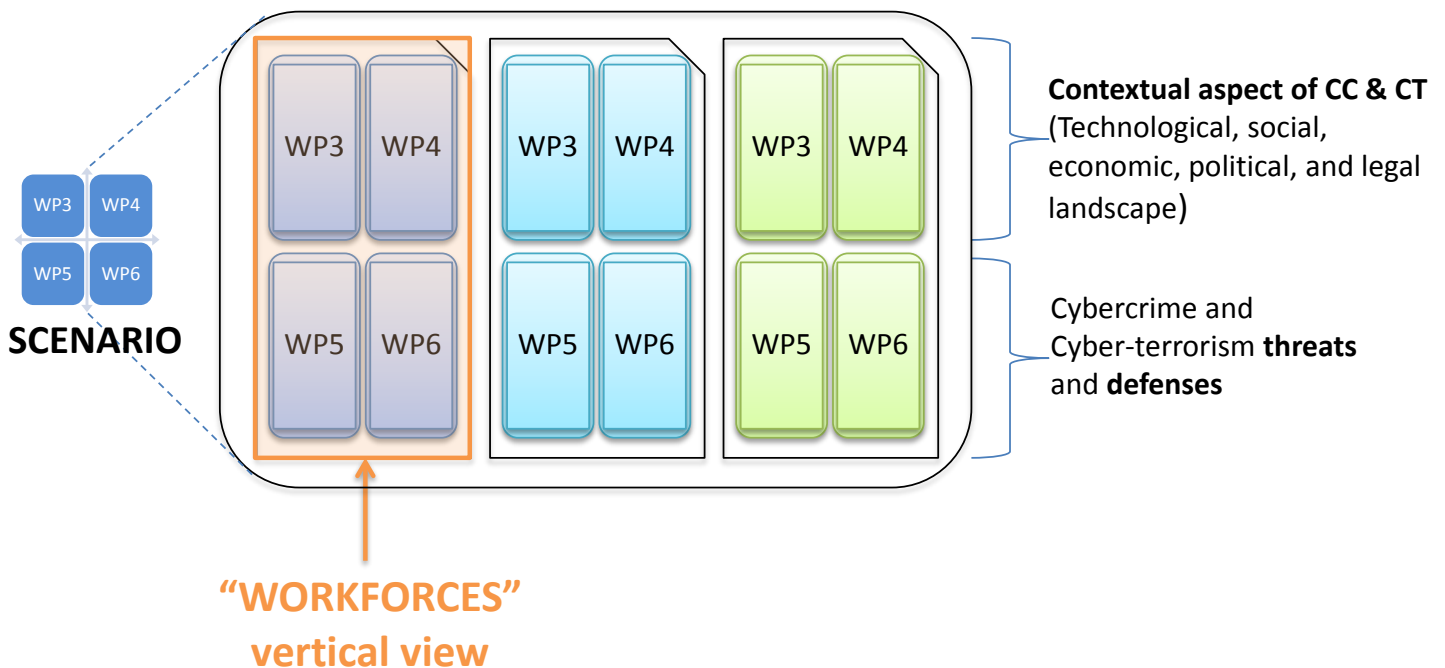 WP3 WP4
WP5 WP6
SCENARIO
WP3 WP4 WP3 WP4 WP3 WP4
WP5 WP6 WP5 WP6 WP5 WP6
Contextual aspect of CC & CT
(Technological, social,
economic, political, and legal
landscape)
Cybercrime and
Cyber-terrorism threats
and defenses
“WORKFORCES”
vertical view